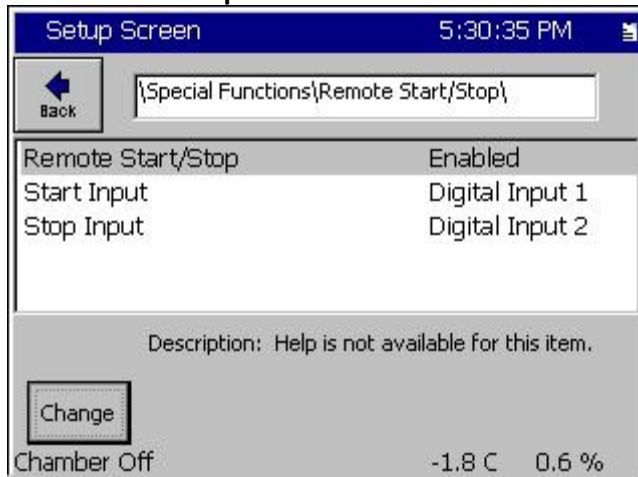 Setup Screen 5:30:35 PM
Back
\Special Functions\Remote Start/Stop\
Remote Start/Stop Enabled
Start Input Digital Input 1
Stop Input Digital Input 2
Description: Help is not available for this item.
Change
Chamber Off -1.8 C 0.6 %